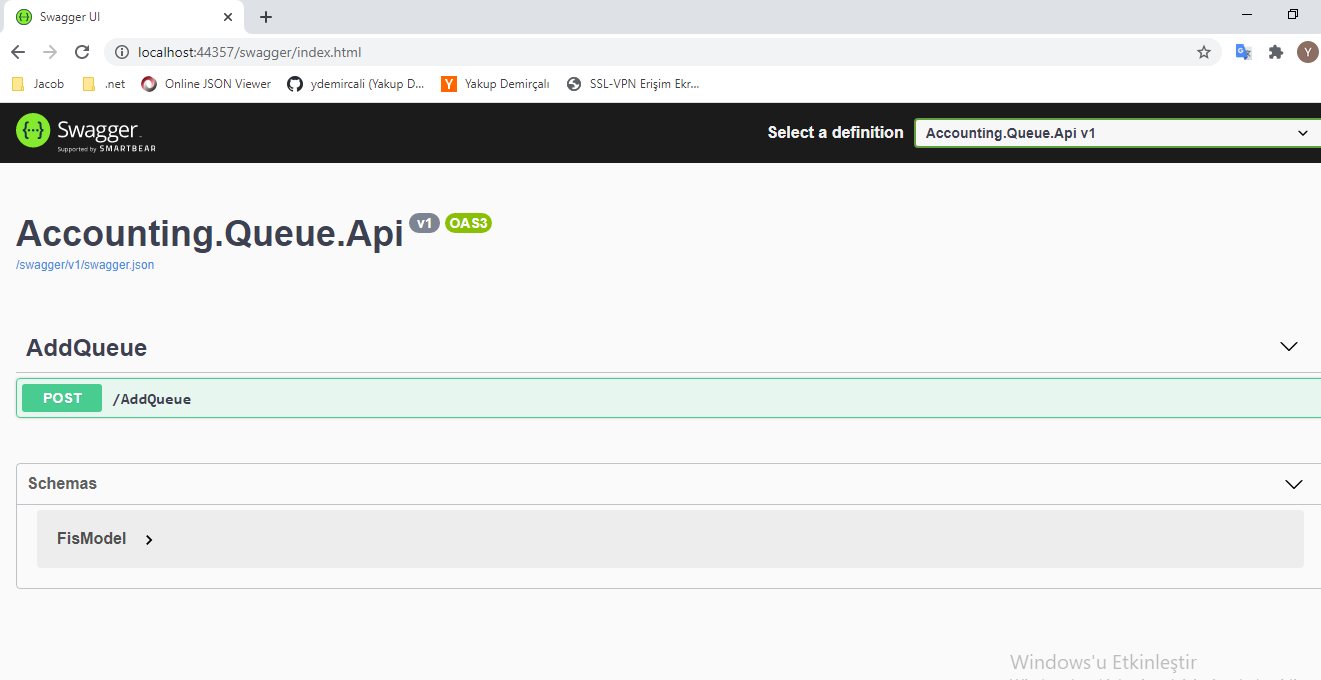 Swagger UI
localhost:44357/swagger/index.html
Y
Jacob
.net
Online JSON Viewer
ydemircali (Yakup D...
Y
Yakup Demirçalı
SSL-VPN Erişim Ekr...
{···}
Swagger.
Supported by SMARTBEAR
Select a definition
Accounting.Queue.Api v1
Accounting.Queue.Api v1 OAS3
/swagger/v1/swagger.json
AddQueue
POST /AddQueue
Schemas
FisModel
Windows'u Etkinleştir